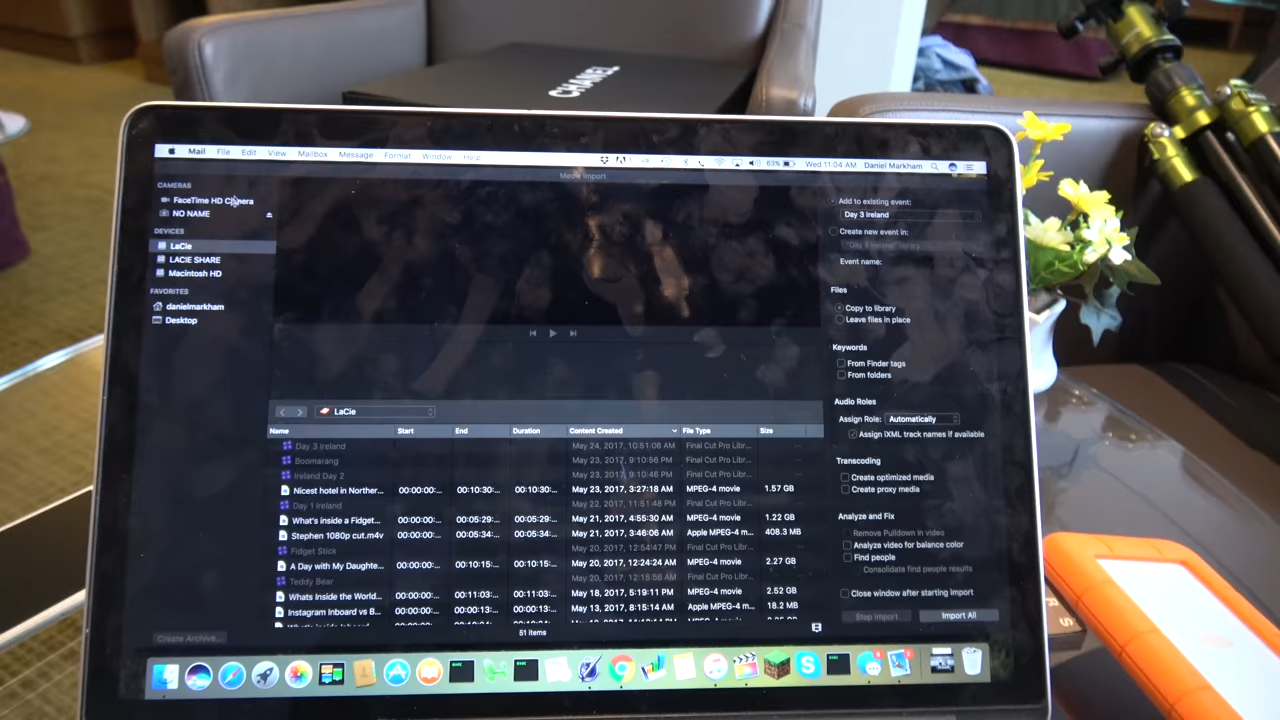 CHANEL
Mail File Edit View Mailbox Message Format Window Help 63% Wed 11:04 AM Daniel Markham
Media Import
CAMERAS
FaceTime HD Camera
NO NAME
DEVICES
LaCie
LACIE SHARE
Macintosh HD
FAVORITES
danielmarkham
Desktop
Add to existing event:
Day 3 Ireland
Create new event in:
"Day 3 Ireland" library
Event name:
Files
Copy to library
Leave files in place
Keywords
From Finder tags
From folders
Audio Roles
Assign Role: Automatically
Assign iXML track names if available
Transcoding
Create optimized media
Create proxy media
Analyze and Fix
Remove Pulldown in video
Analyze video for balance color
Find people
Consolidate find people results
Close window after starting import
Stop Import Import All
LaCie
Name Start End Duration Content Created File Type Size
Day 3 Ireland May 24, 2017, 10:51:08 AM Final Cut Pro Libr... --
Boomarang May 23, 2017, 9:10:56 PM Final Cut Pro Libr...
Ireland Day 2 May 23, 2017, 9:10:46 PM Final Cut Pro Libr... --
Nicest hotel in Norther... 00:00:00:... 00:10:30:... 00:10:30:... May 23, 2017, 3:27:18 AM MPEG-4 movie 1.57 GB
Day 1 Ireland May 22, 2017, 11:51:48 PM Final Cut Pro Libr...
What's inside a Fidget... 00:00:00:... 00:05:29:... 00:05:29:... May 21, 2017, 4:55:30 AM MPEG-4 movie 1.22 GB
Stephen 1080p cut.m4v 00:00:00:... 00:05:34:... 00:05:34:... May 21, 2017, 3:46:06 AM Apple MPEG-4 m... 408.3 MB
Fidget Stick May 20, 2017, 12:54:47 PM Final Cut Pro Libr... --
A Day with My Daughte... 00:00:00:... 00:10:15:... 00:10:15:... May 20, 2017, 12:24:24 AM MPEG-4 movie 2.27 GB
Teddy Bear May 20, 2017, 12:15:56 AM Final Cut Pro Libr... --
Whats Inside the World... 00:00:00:... 00:11:03:... 00:11:03:... May 18, 2017, 5:19:11 PM MPEG-4 movie 2.52 GB
Instagram Inboard vs B... 00:00:00:... 00:00:13:... 00:00:13:... May 13, 2017, 8:15:14 AM Apple MPEG-4 m... 18.2 MB
51 items
Create Archive...